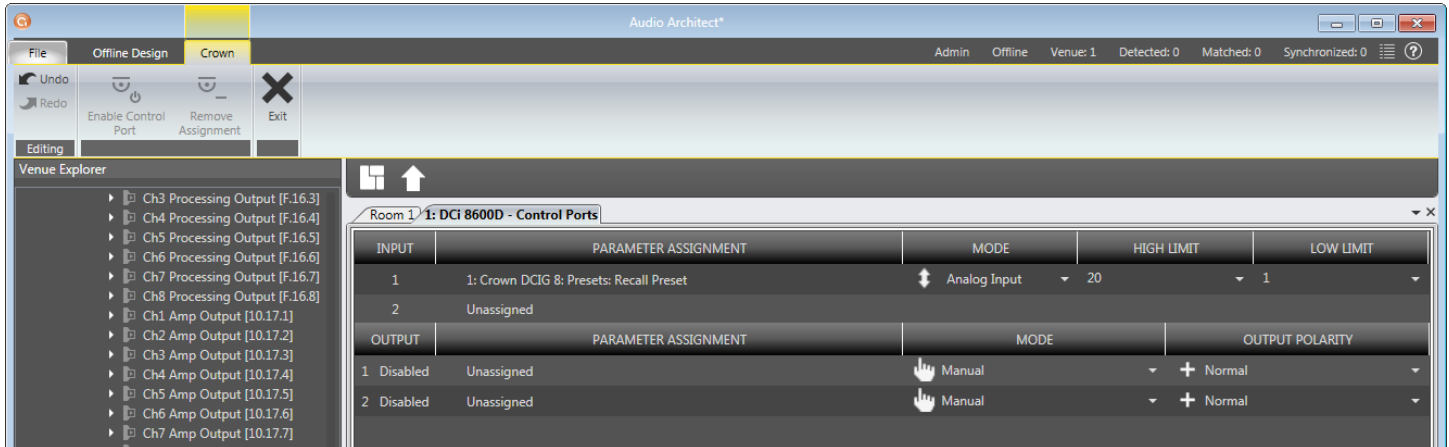 Audio Architect*
File Offline Design Crown Admin Offline Venue: 1 Detected: 0 Matched: 0 Synchronized: 0 ?
Undo
Redo
Enable Control Port
Remove Assignment
Exit
Editing
Venue Explorer
Ch3 Processing Output [F.16.3]
Ch4 Processing Output [F.16.4]
Ch5 Processing Output [F.16.5]
Ch6 Processing Output [F.16.6]
Ch7 Processing Output [F.16.7]
Ch8 Processing Output [F.16.8]
Ch1 Amp Output [10.17.1]
Ch2 Amp Output [10.17.2]
Ch3 Amp Output [10.17.3]
Ch4 Amp Output [10.17.4]
Ch5 Amp Output [10.17.5]
Ch6 Amp Output [10.17.6]
Ch7 Amp Output [10.17.7]
Room 1 1: DCi 8600D - Control Ports
INPUT PARAMETER ASSIGNMENT MODE HIGH LIMIT LOW LIMIT
1 1: Crown DCIG 8: Presets: Recall Preset Analog Input 20 1
2 Unassigned
OUTPUT PARAMETER ASSIGNMENT MODE OUTPUT POLARITY
1 Disabled Unassigned Manual Normal
2 Disabled Unassigned Manual Normal